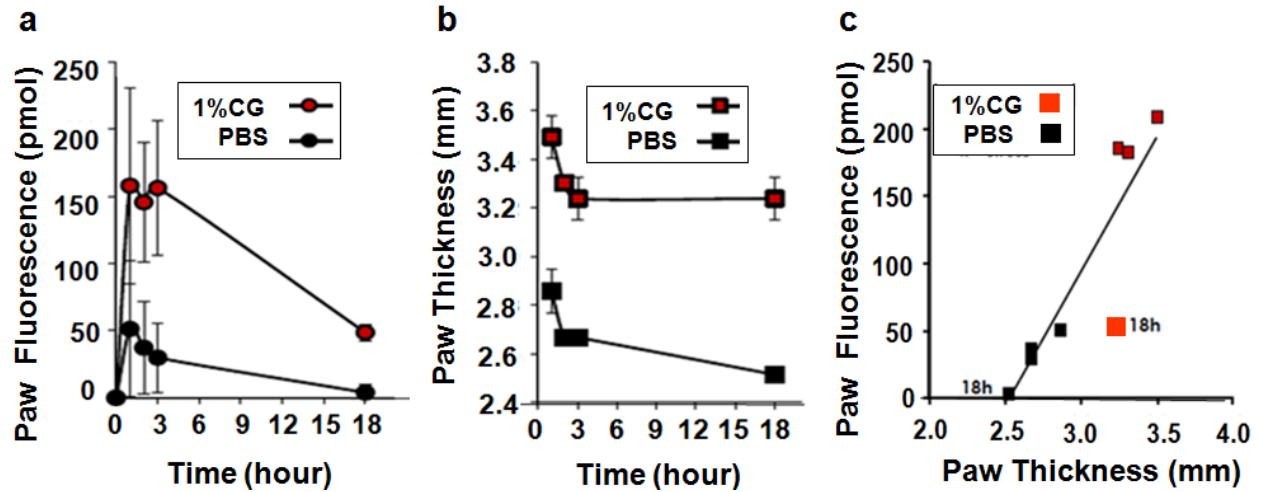 a
Paw Fluorescence (pmol)
250
200
150
100
50
0
1%CG
PBS
0 3 6 9 12 15 18
Time (hour)
b
Paw Thickness (mm)
3.8
3.6
3.4
3.2
3.0
2.8
2.6
2.4
1%CG
PBS
0 3 6 9 12 15 18
Time (hour)
c
Paw Fluorescence (pmol)
250
200
150
100
50
0
1%CG
PBS
18h
18h
2.0 2.5 3.0 3.5 4.0
Paw Thickness (mm)